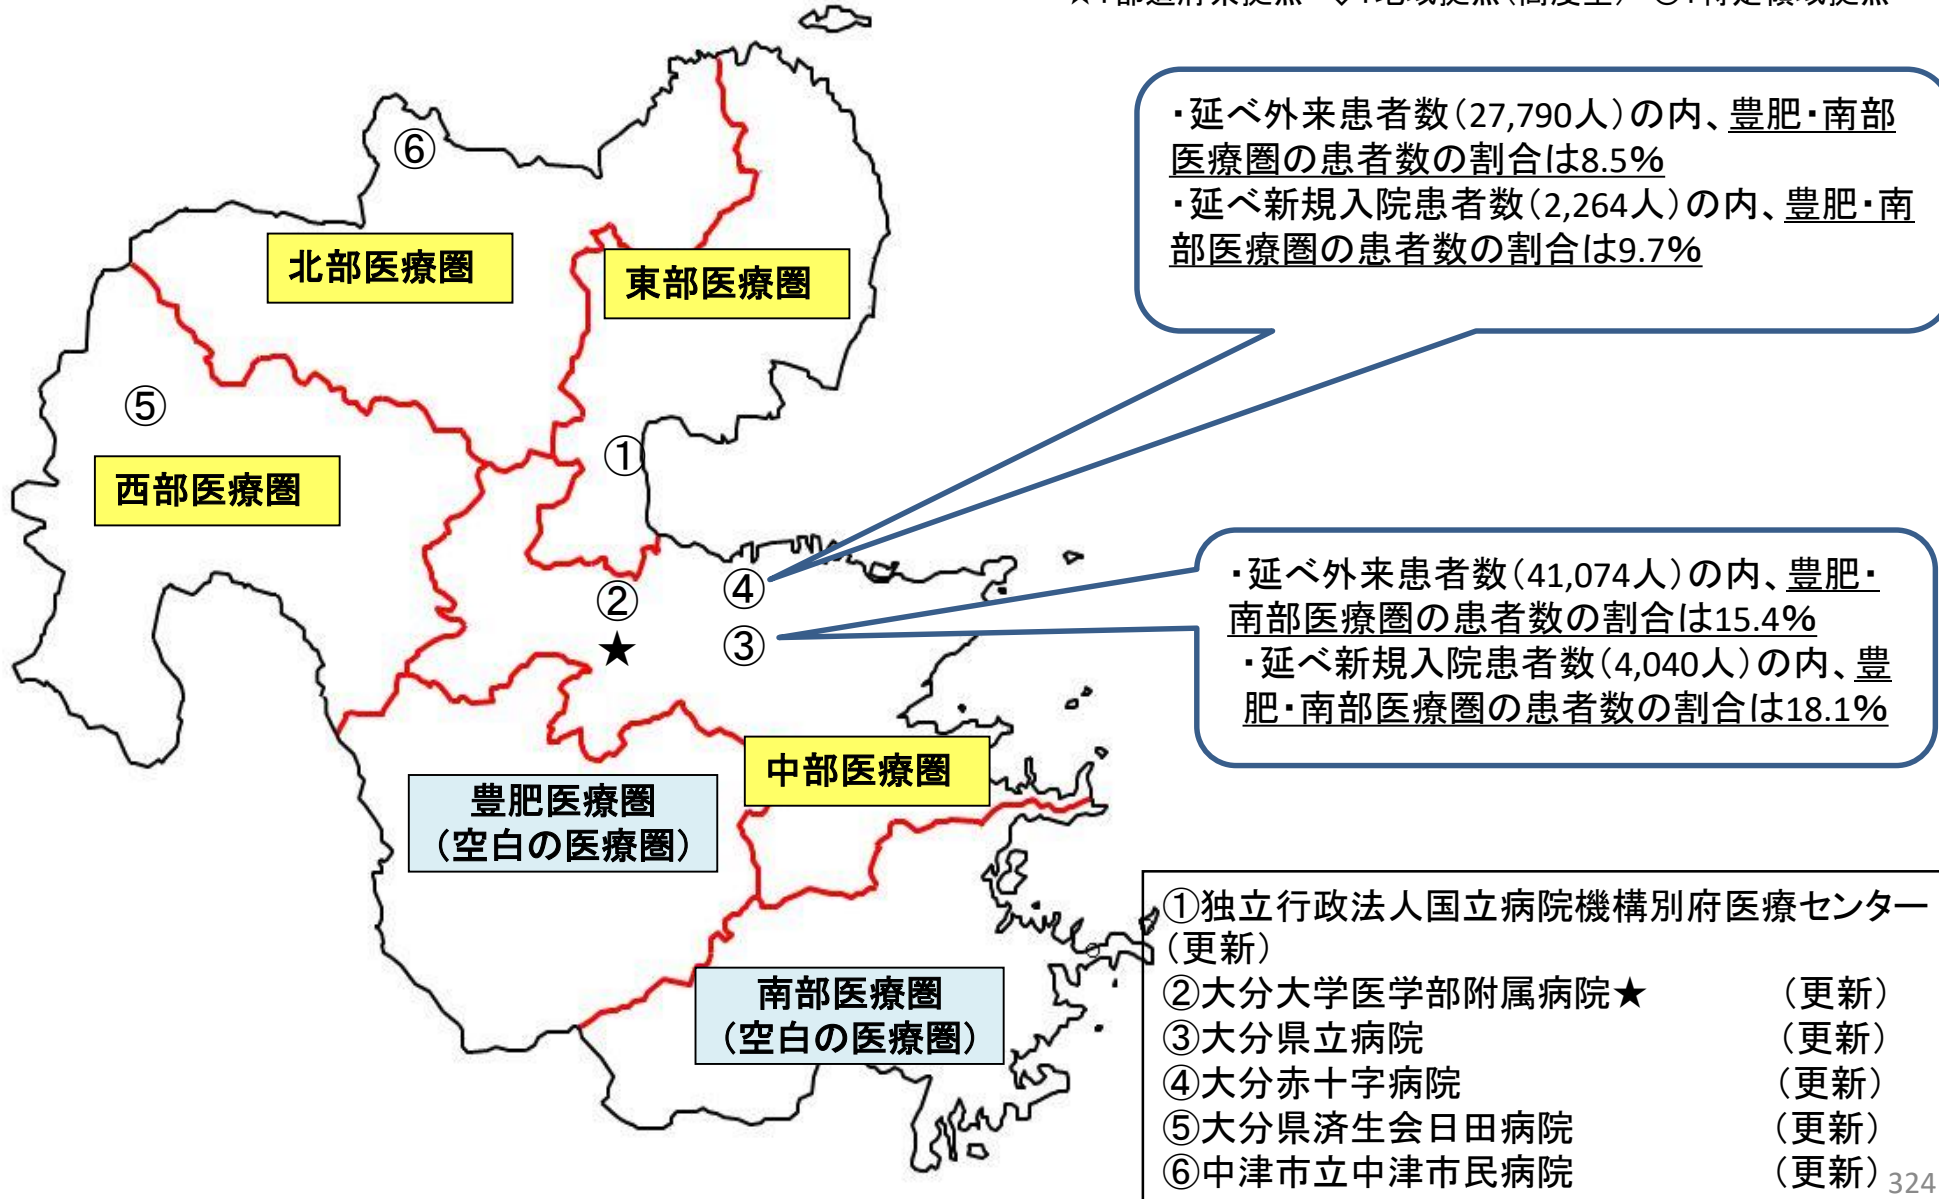 ⑥
北部医療圏
東部医療圏
⑤
西部医療圏
①
②
★
④
③
中部医療圏
豊肥医療圏
（空白の医療圏）
南部医療圏
（空白の医療圏）
・延べ外来患者数（27,790人）の内、豊肥・南部
医療圏の患者数の割合は8.5%
・延べ新規入院患者数（2,264人）の内、豊肥・南
部医療圏の患者数の割合は9.7%
・延べ外来患者数（41,074人）の内、豊肥・
南部医療圏の患者数の割合は15.4%
・延べ新規入院患者数（4,040人）の内、豊
肥・南部医療圏の患者数の割合は18.1%
①独立行政法人国立病院機構別府医療センター
（更新）
②大分大学医学部附属病院★ （更新）
③大分県立病院 （更新）
④大分赤十字病院 （更新）
⑤大分県済生会日田病院 （更新）
⑥中津市立中津市民病院 （更新）
324